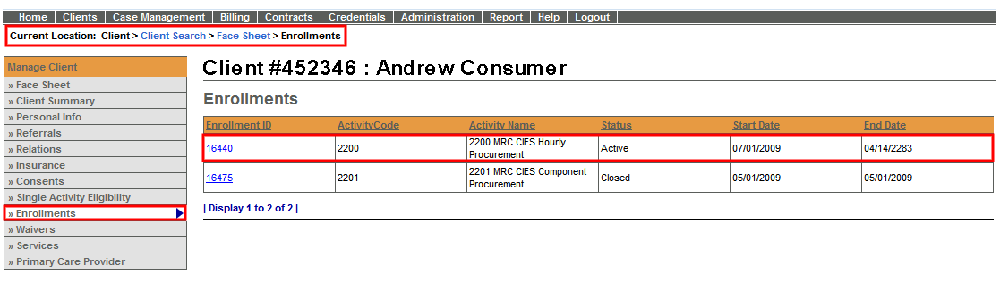 Home Clients Case Management Billing Contracts Credentials Administration Report Help Logout
Current Location: Client > Client Search > Face Sheet > Enrollments
Manage Client
» Face Sheet
» Client Summary
» Personal Info
» Referrals
» Relations
» Insurance
» Consents
» Single Activity Eligibility
» Enrollments
» Waivers
» Services
» Primary Care Provider
Client #452346 : Andrew Consumer
Enrollments
Enrollment ID ActivityCode Activity Name Status Start Date End Date
16440 2200 2200 MRC CIES Hourly Active 07/01/2009 04/14/2283
Procurement
16475 2201 2201 MRC CIES Component Closed 05/01/2009 05/01/2009
Procurement
| Display 1 to 2 of 2 |